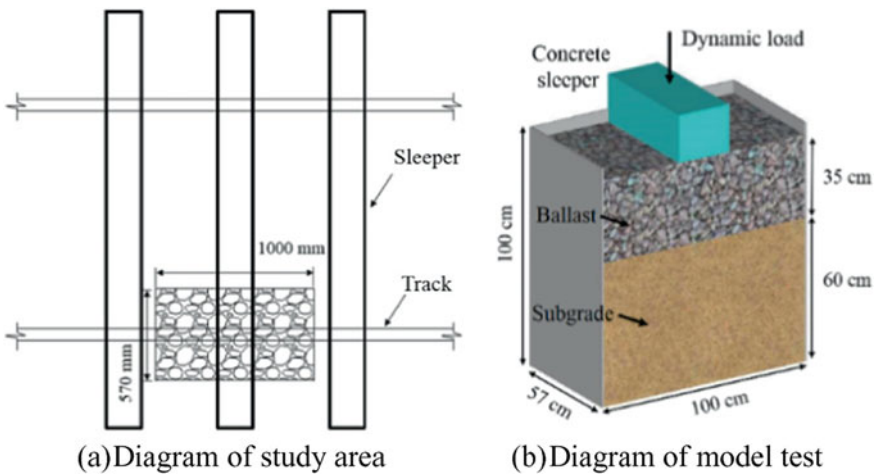 Sleeper
1000 mm
Track
570 mm
(a)Diagram of study area
Dynamic load
Concrete
sleeper
35 cm
Ballast
100 cm
60 cm
Subgrade
57 cm
100 cm
(b)Diagram of model test